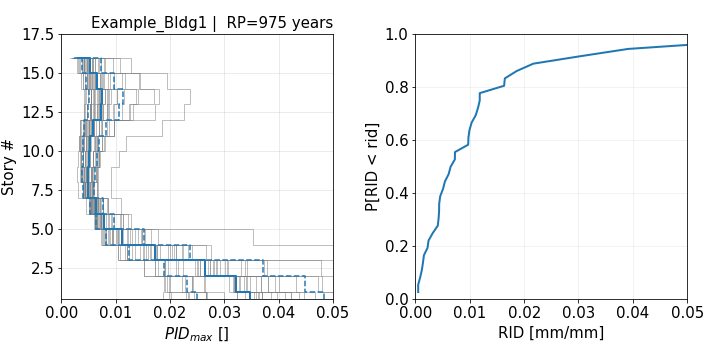 Example_Bldg1 |  RP=975 years
17.5
15.0
12.5
10.0
7.5
5.0
2.5
Story #
0.00 0.01 0.02 0.03 0.04 0.05
PIDmax []
1.0
0.8
0.6
0.4
0.2
0.0
P[RID < rid]
0.00 0.01 0.02 0.03 0.04 0.05
RID [mm/mm]